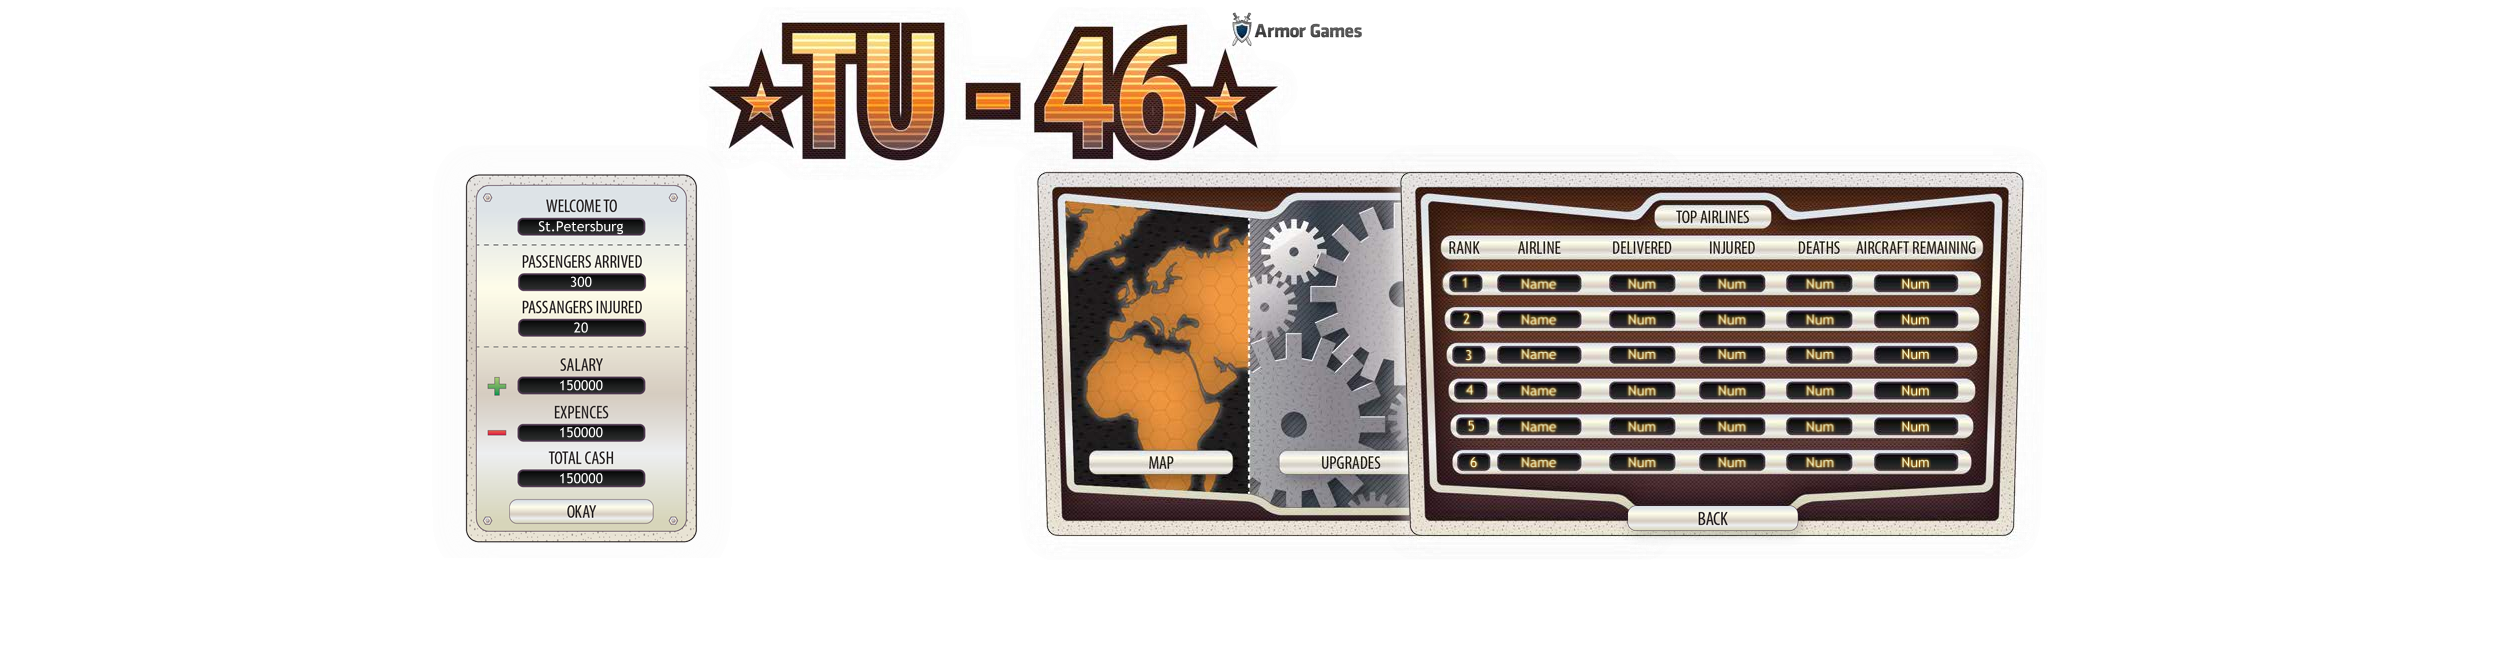 TU - 46
Armor Games
WELCOME TO
St.Petersburg
PASSENGERS ARRIVED
300
PASSANGERS INJURED
20
SALARY
150000
EXPENCES
150000
TOTAL CASH
150000
OKAY
MAP
UPGRADES
TOP AIRLINES
RANK AIRLINE DELIVERED INJURED DEATHS AIRCRAFT REMAINING
1 Name Num Num Num Num
2 Name Num Num Num Num
3 Name Num Num Num Num
4 Name Num Num Num Num
5 Name Num Num Num Num
6 Name Num Num Num Num
BACK